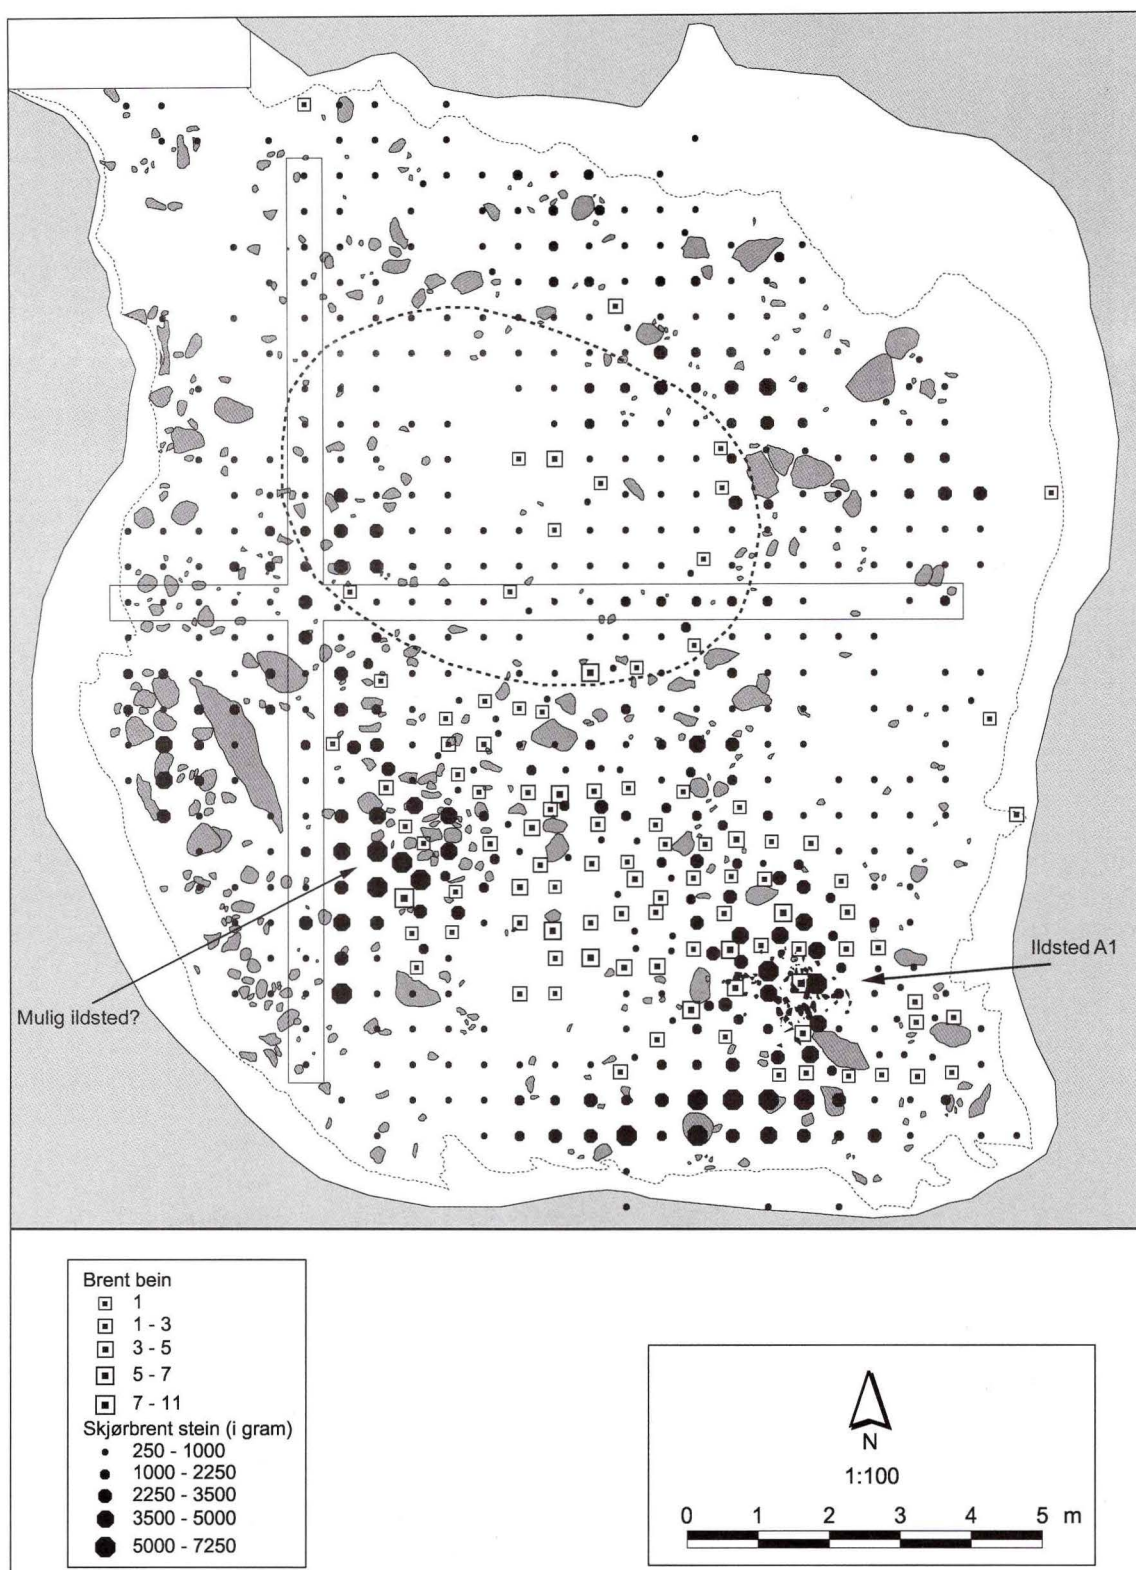 Ildsted A1
Mulig ildsted?
Brent bein
1
1 - 3
3 - 5
5 - 7
7 - 11
Skjørbrent stein (i gram)
250 - 1000
1000 - 2250
2250 - 3500
3500 - 5000
5000 - 7250
N
1:100
0 1 2 3 4 5 m